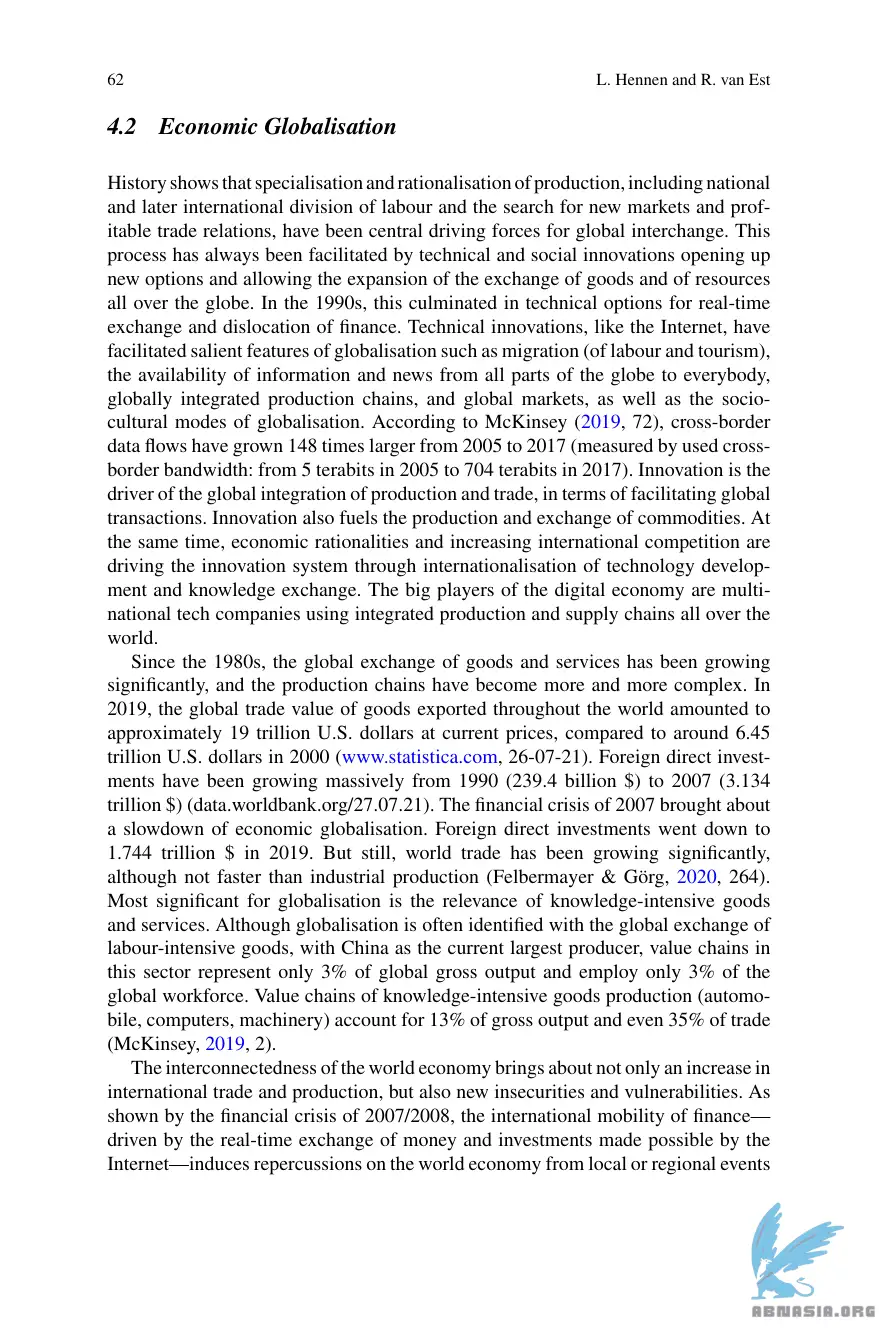 62
L. Hennen and R. van Est
4.2 Economic Globalisation
History shows that specialisation and rationalisation of production, including national
and later international division of labour and the search for new markets and prof-
itable trade relations, have been central driving forces for global interchange. This
process has always been facilitated by technical and social innovations opening up
new options and allowing the expansion of the exchange of goods and of resources
all over the globe. In the 1990s, this culminated in technical options for real-time
exchange and dislocation of finance. Technical innovations, like the Internet, have
facilitated salient features of globalisation such as migration (of labour and tourism),
the availability of information and news from all parts of the globe to everybody,
globally integrated production chains, and global markets, as well as the socio-
cultural modes of globalisation. According to McKinsey (2019, 72), cross-border
data flows have grown 148 times larger from 2005 to 2017 (measured by used cross-
border bandwidth: from 5 terabits in 2005 to 704 terabits in 2017). Innovation is the
driver of the global integration of production and trade, in terms of facilitating global
transactions. Innovation also fuels the production and exchange of commodities. At
the same time, economic rationalities and increasing international competition are
driving the innovation system through internationalisation of technology develop-
ment and knowledge exchange. The big players of the digital economy are multi-
national tech companies using integrated production and supply chains all over the
world.
Since the 1980s, the global exchange of goods and services has been growing
significantly, and the production chains have become more and more complex. In
2019, the global trade value of goods exported throughout the world amounted to
approximately 19 trillion U.S. dollars at current prices, compared to around 6.45
trillion U.S. dollars in 2000 (www.statistica.com, 26-07-21). Foreign direct invest-
ments have been growing massively from 1990 (239.4 billion $) to 2007 (3.134
trillion $) (data.worldbank.org/27.07.21). The financial crisis of 2007 brought about
a slowdown of economic globalisation. Foreign direct investments went down to
1.744 trillion $ in 2019. But still, world trade has been growing significantly,
although not faster than industrial production (Felbermayer & Görg, 2020, 264).
Most significant for globalisation is the relevance of knowledge-intensive goods
and services. Although globalisation is often identified with the global exchange of
labour-intensive goods, with China as the current largest producer, value chains in
this sector represent only 3% of global gross output and employ only 3% of the
global workforce. Value chains of knowledge-intensive goods production (automo-
bile, computers, machinery) account for 13% of gross output and even 35% of trade
(McKinsey, 2019, 2).
The interconnectedness of the world economy brings about not only an increase in
international trade and production, but also new insecurities and vulnerabilities. As
shown by the financial crisis of 2007/2008, the international mobility of finance—
driven by the real-time exchange of money and investments made possible by the
Internet—induces repercussions on the world economy from local or regional events
ABNASIA.ORG